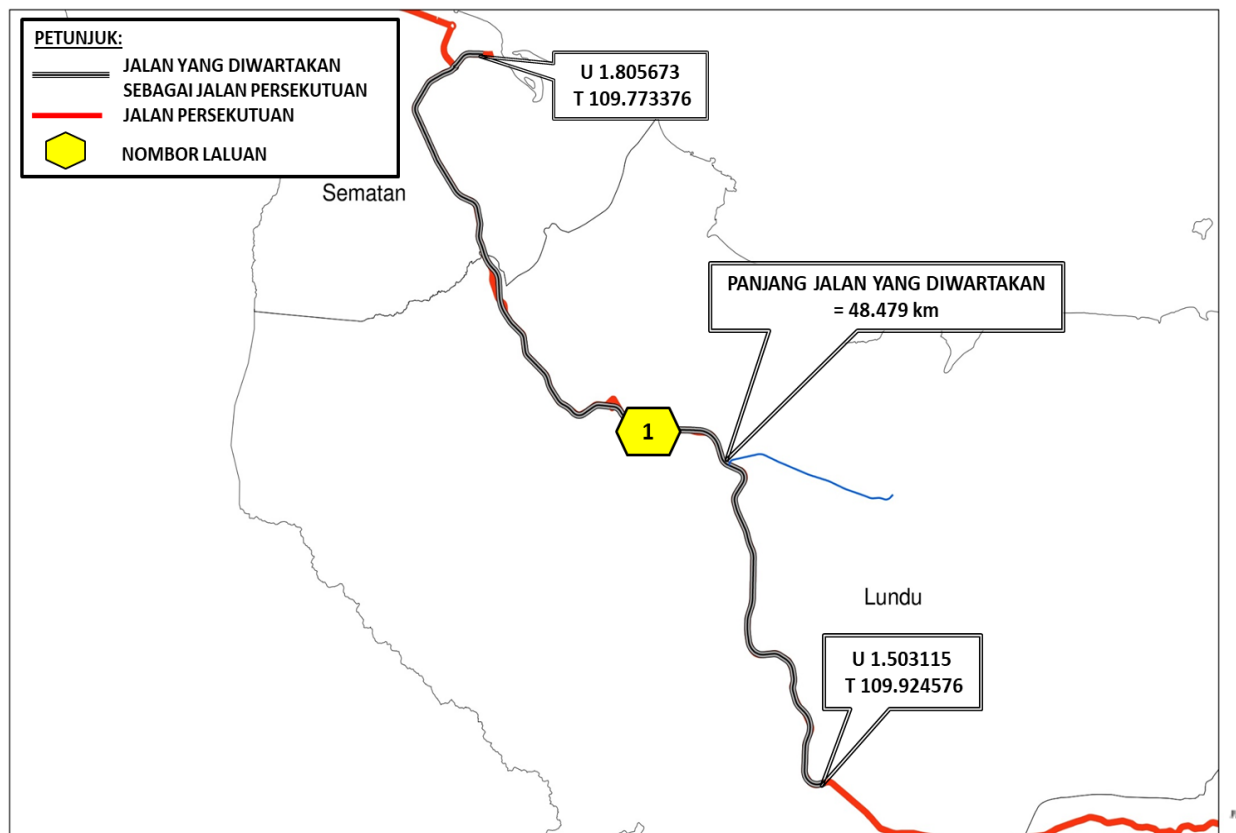 PETUNJUK:
JALAN YANG DIWARTAKAN
SEBAGAI JALAN PERSEKUTUAN
JALAN PERSEKUTUAN
NOMBOR LALUAN
U 1.805673
T 109.773376
Sematan
PANJANG JALAN YANG DIWARTAKAN
= 48.479 km
1
Lundu
U 1.503115
T 109.924576